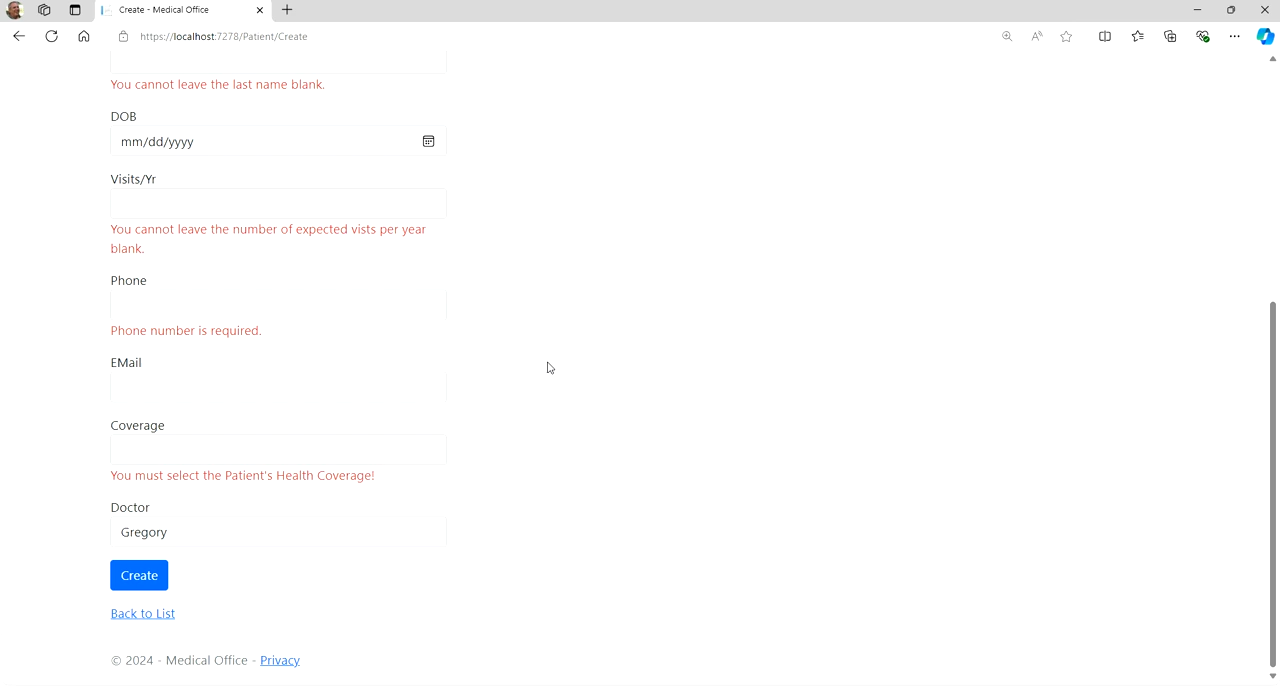 Create - Medical Office
https://localhost:7278/Patient/Create
You cannot leave the last name blank.
DOB
mm/dd/yyyy
Visits/Yr
You cannot leave the number of expected vists per year
blank.
Phone
Phone number is required.
EMail
Coverage
You must select the Patient's Health Coverage!
Doctor
Gregory
Create
Back to List
© 2024 - Medical Office - Privacy